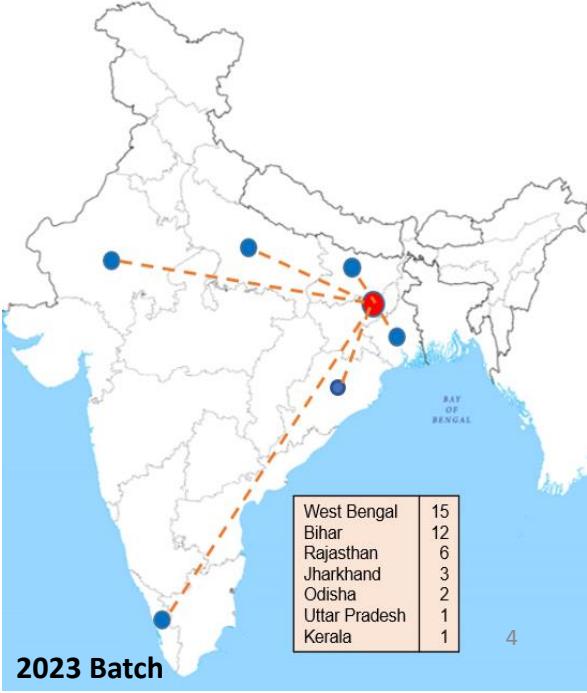 BAY
OF
BENGAL
West Bengal 15
Bihar 12
Rajasthan 6
Jharkhand 3
Odisha 2
Uttar Pradesh 1
Kerala 1
4
2023 Batch